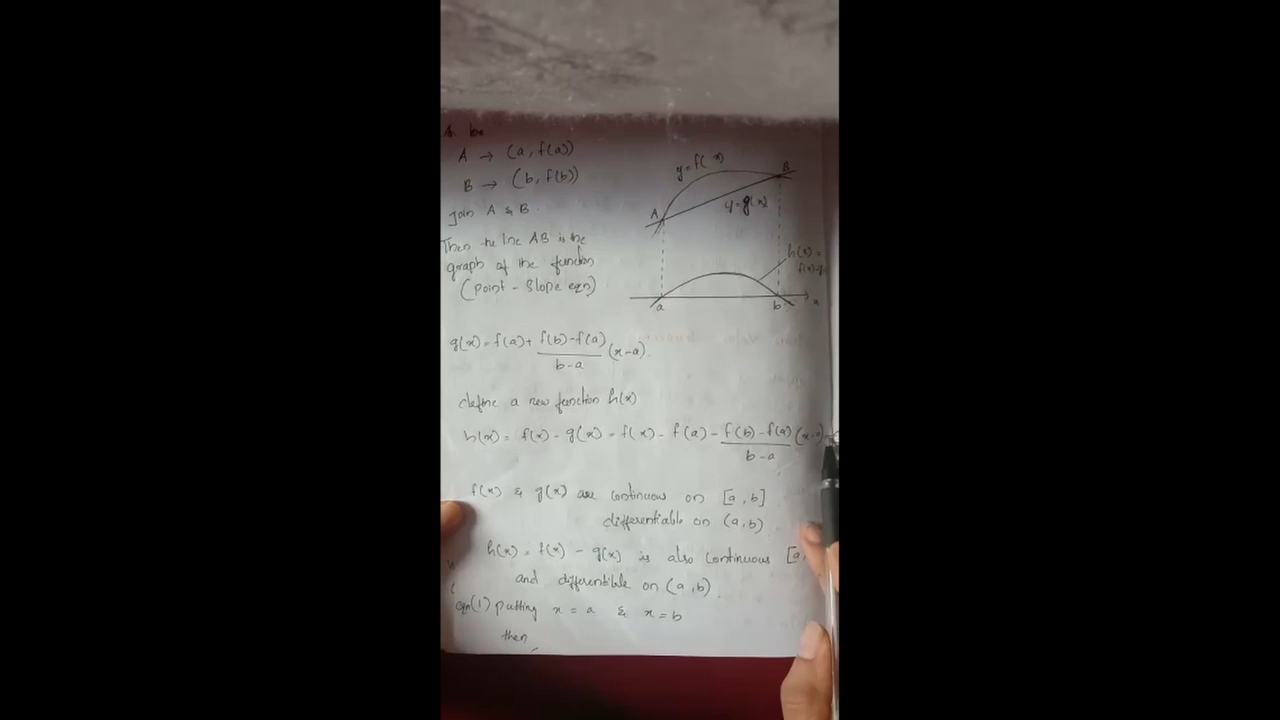 A → (a, f(a))
B → (b, f(b))
Join A & B.
Then the line AB is the
graph of the function
(point - slope eqn)
y = f(x)
B
A
y = g(x)
h(x) =
a
b
x
g(x) = f(a) + f(b) - f(a) / b - a (x - a).
define a new function h(x)
h(x) = f(x) - g(x) = f(x) - f(a) - f(b) - f(a) / b - a (x - a)
f(x) & g(x) are continuous on [a, b]
differentiable on (a, b)
h(x) = f(x) - g(x) is also continuous [a,
and differentible on (a, b).
eqn(1) putting x = a & x = b
then